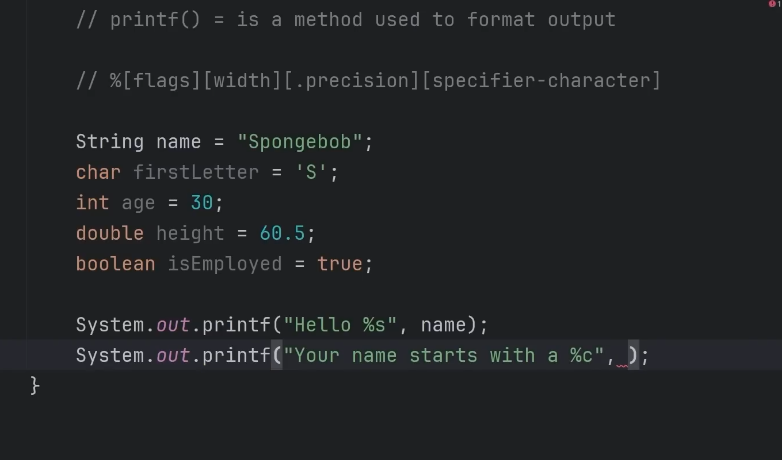 // printf() = is a method used to format output
// %[flags][width][.precision][specifier-character]
String name = "Spongebob";
char firstLetter = 'S';
int age = 30;
double height = 60.5;
boolean isEmployed = true;
System.out.printf("Hello %s", name);
System.out.printf("Your name starts with a %c", );
}